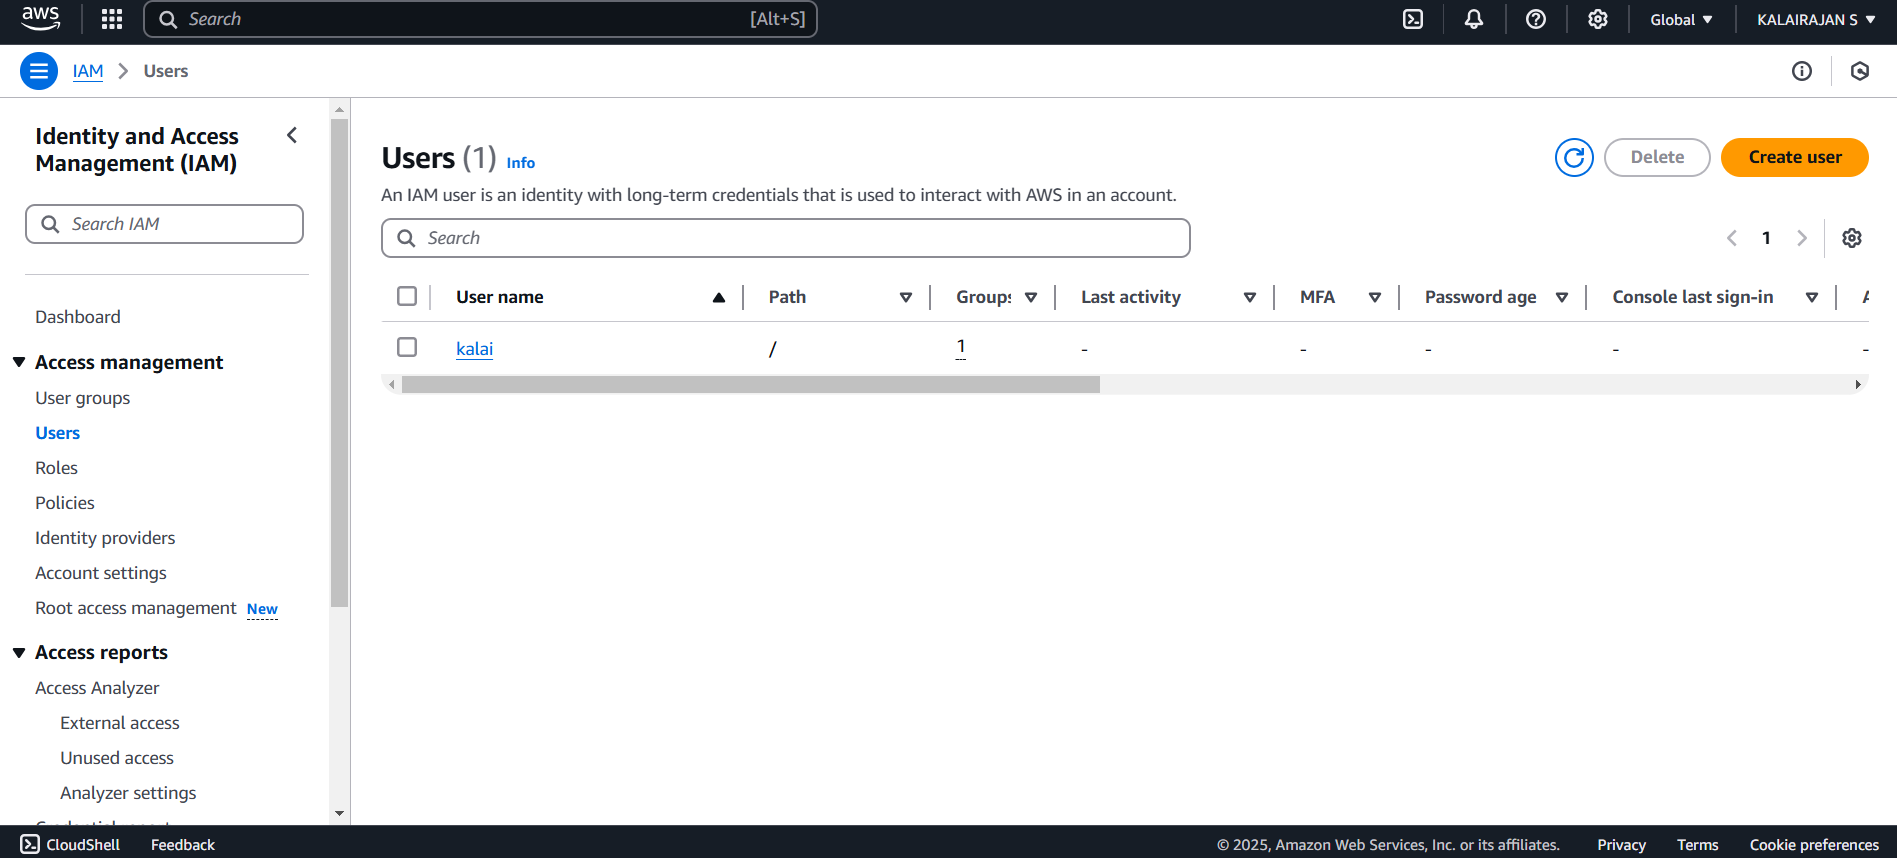 aws Search [Alt+S] Global KALAIRAJAN S
IAM Users
Identity and Access
Management (IAM)
Search IAM
Dashboard
Access management
User groups
Users
Roles
Policies
Identity providers
Account settings
Root access management New
Access reports
Access Analyzer
External access
Unused access
Analyzer settings
Users (1) Info
Delete
Create user
An IAM user is an identity with long-term credentials that is used to interact with AWS in an account.
Search
1
User name Path Groups Last activity MFA Password age Console last sign-in
kalai / 1 - - - - -
CloudShell Feedback © 2025, Amazon Web Services, Inc. or its affiliates. Privacy Terms Cookie preferences